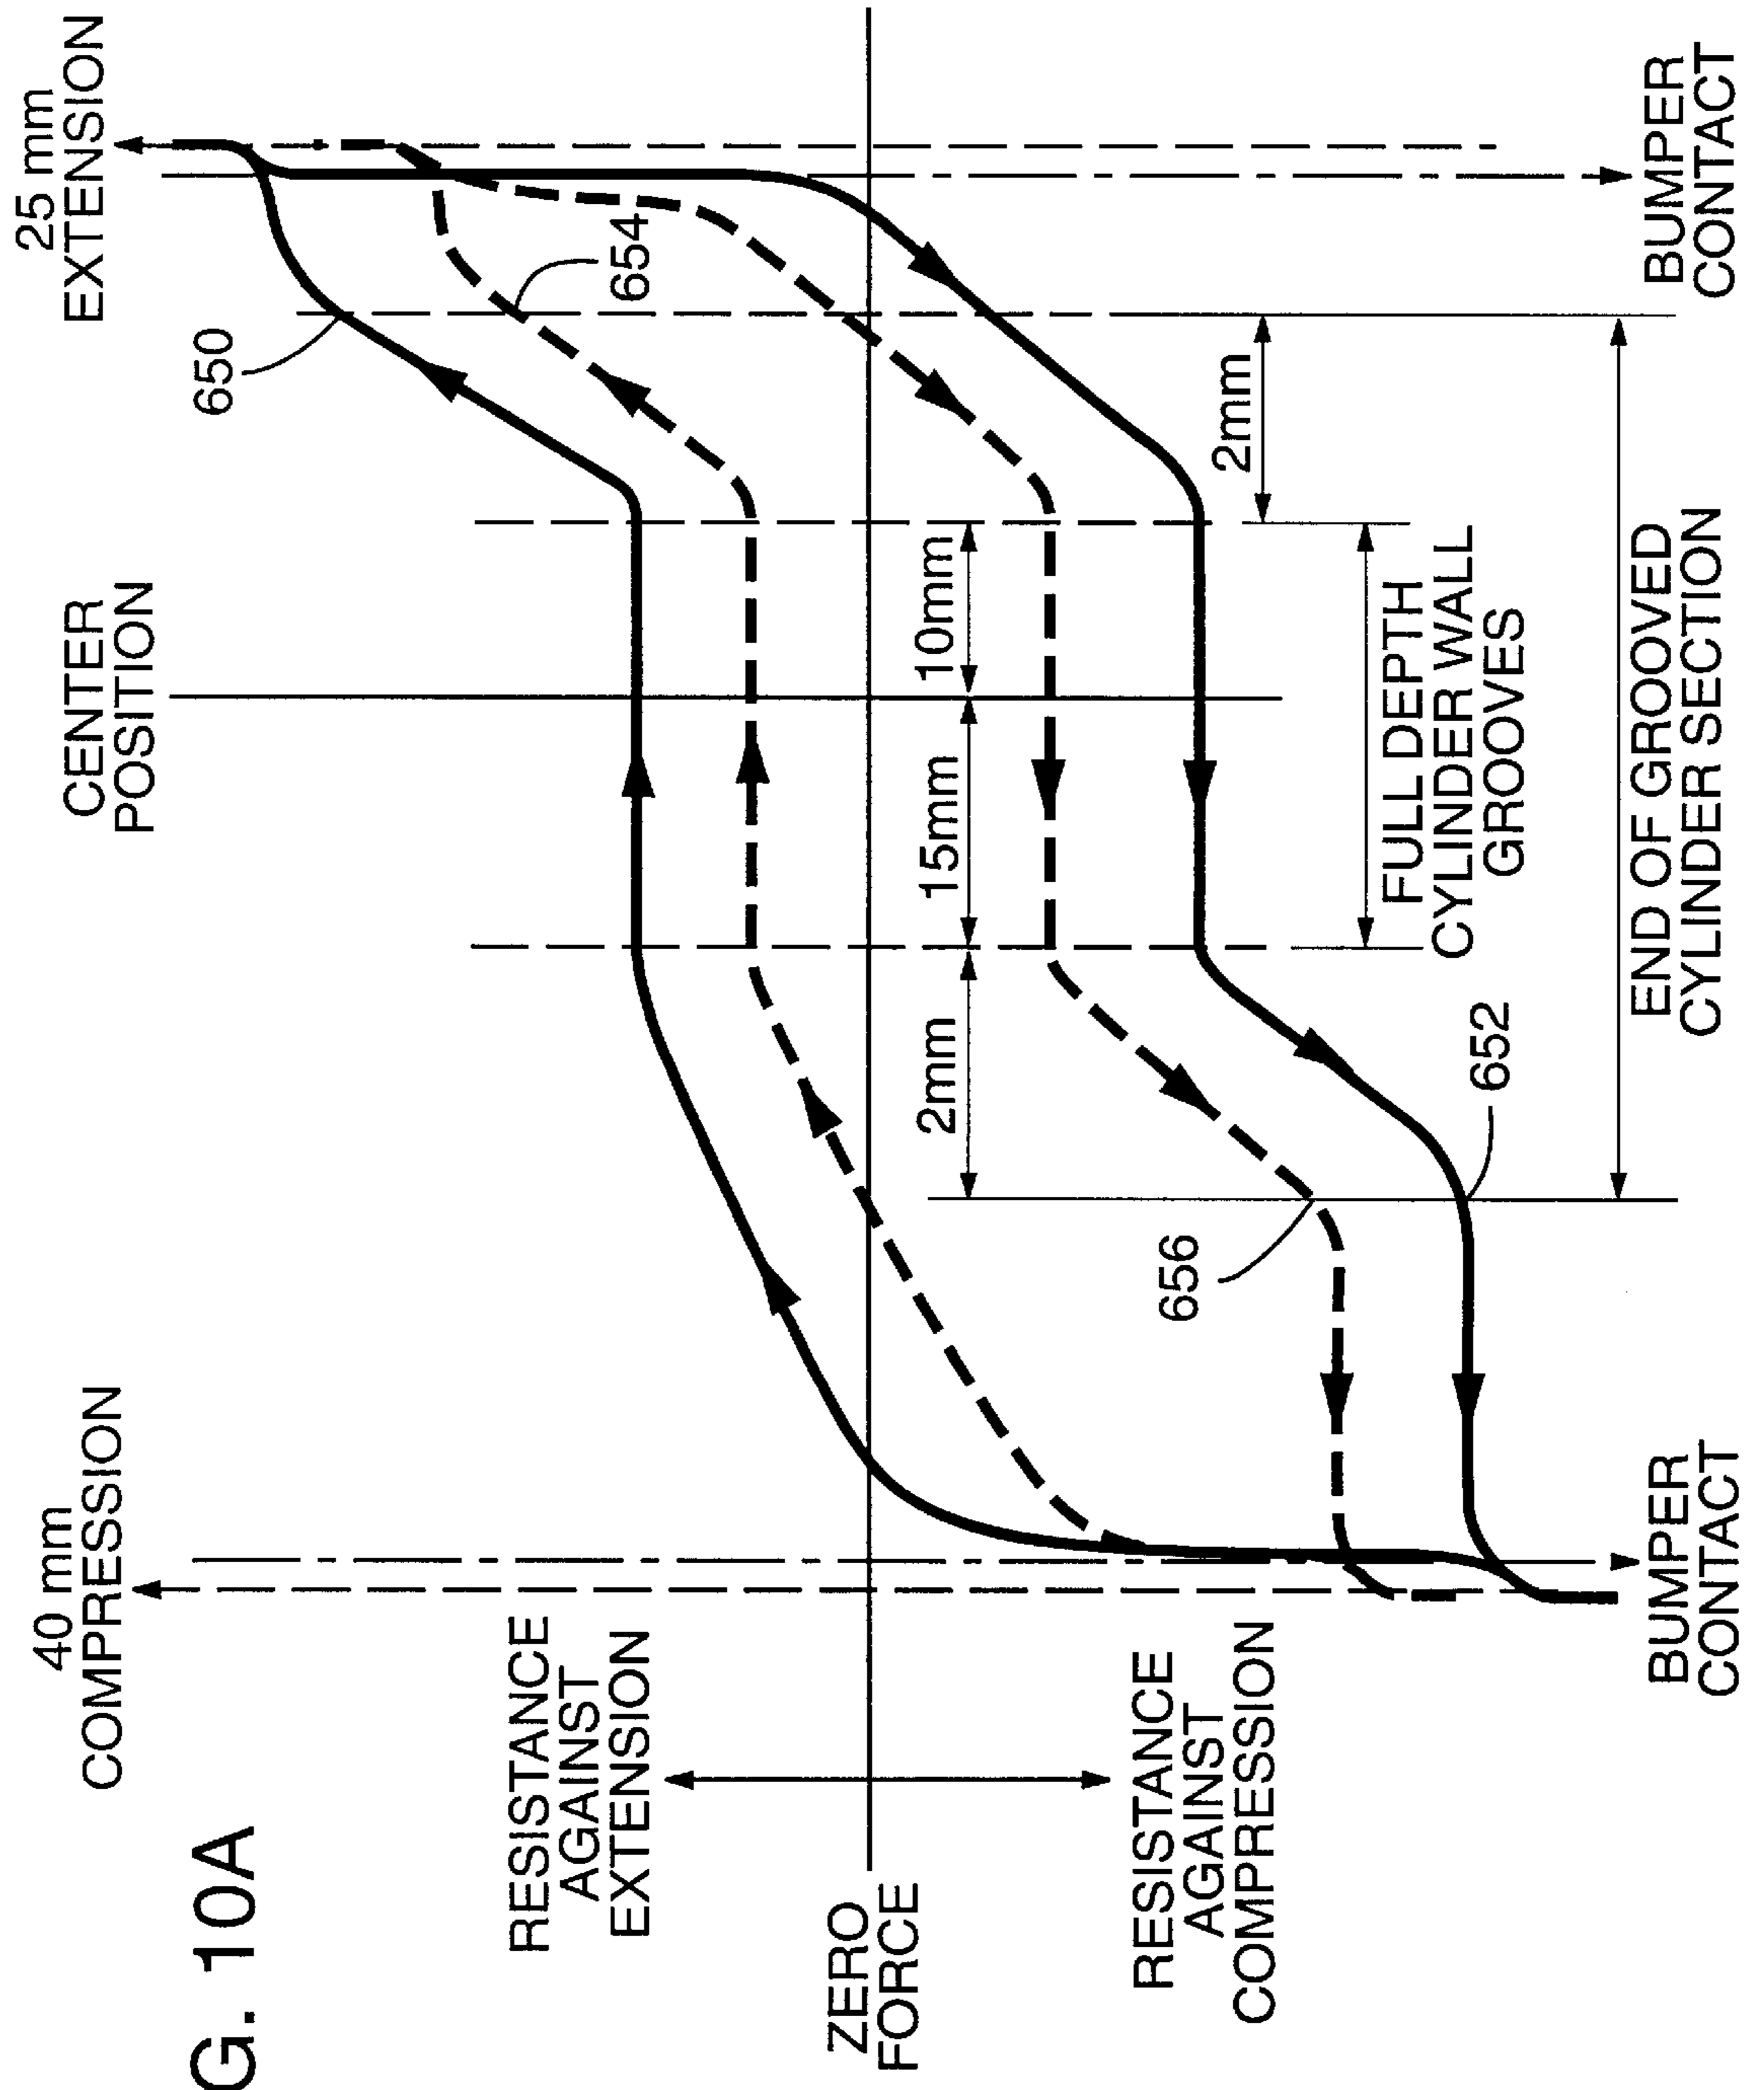 G. 10A
40 mm
COMPRESSION
CENTER
POSITION
25 mm
EXTENSION
650
654
RESISTANCE
AGAINST
EXTENSION
ZERO
FORCE
RESISTANCE
AGAINST
COMPRESSION
2mm
15mm
10mm
2mm
656
652
FULL DEPTH
CYLINDER WALL
GROOVES
END OF GROOVED
CYLINDER SECTION
BUMPER
CONTACT
BUMPER
CONTACT